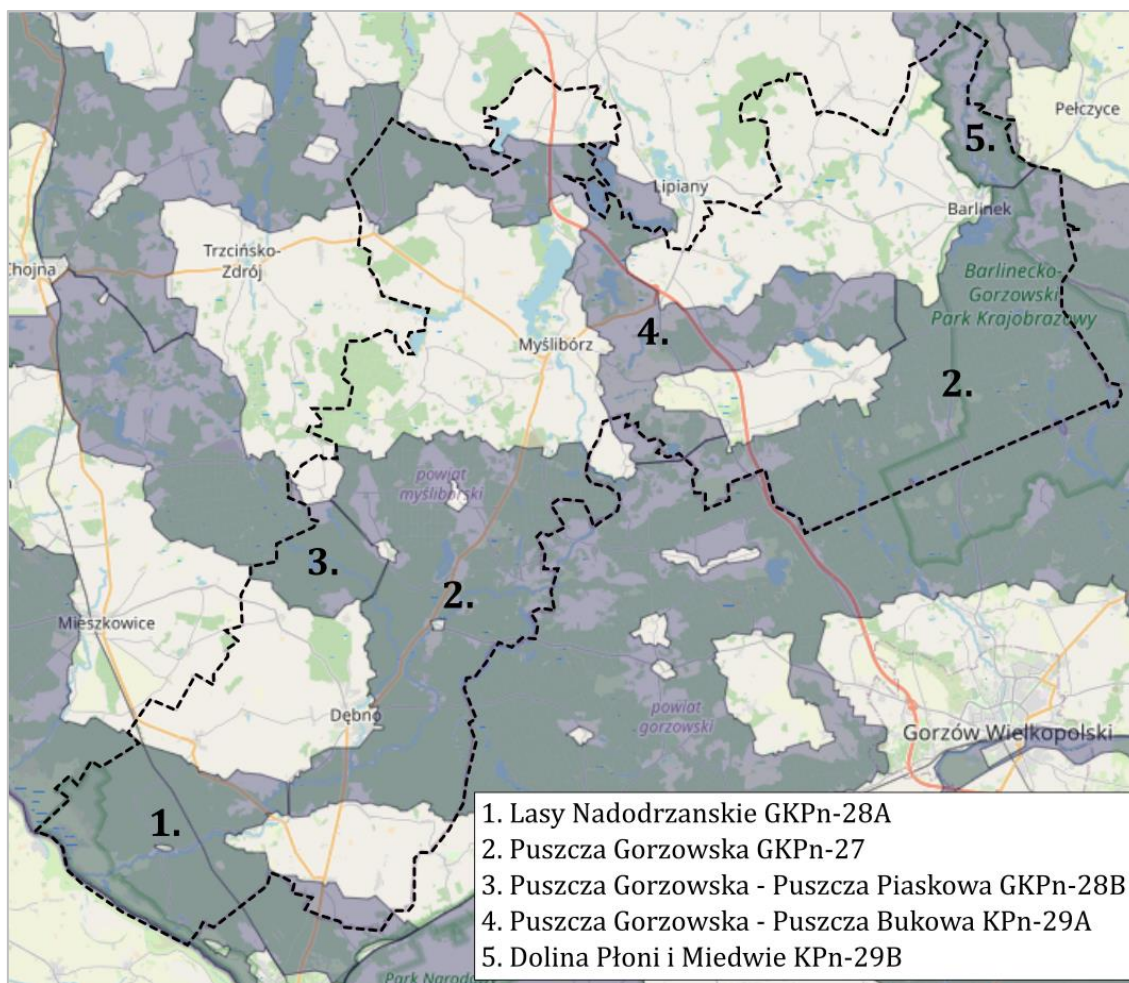 Pełczyce
5.
Lipiany
Barlinek
Trzcińsko-
Zdrój
Chojna
Barlinecko-
Gorzowski
Park Krajobrazowy
4.
Myślibórz
2.
powiat
myśliborski
3.
2.
Mieszkowice
Dębno
powiat
gorzowski
Gorzów Wielkopolski
1.
1. Lasy Nadodrzanskie GKPn-28A
2. Puszcza Gorzowska GKPn-27
3. Puszcza Gorzowska - Puszcza Piaskowa GKPn-28B
4. Puszcza Gorzowska - Puszcza Bukowa KPn-29A
5. Dolina Płoni i Miedwie KPn-29B
Park Narodowy